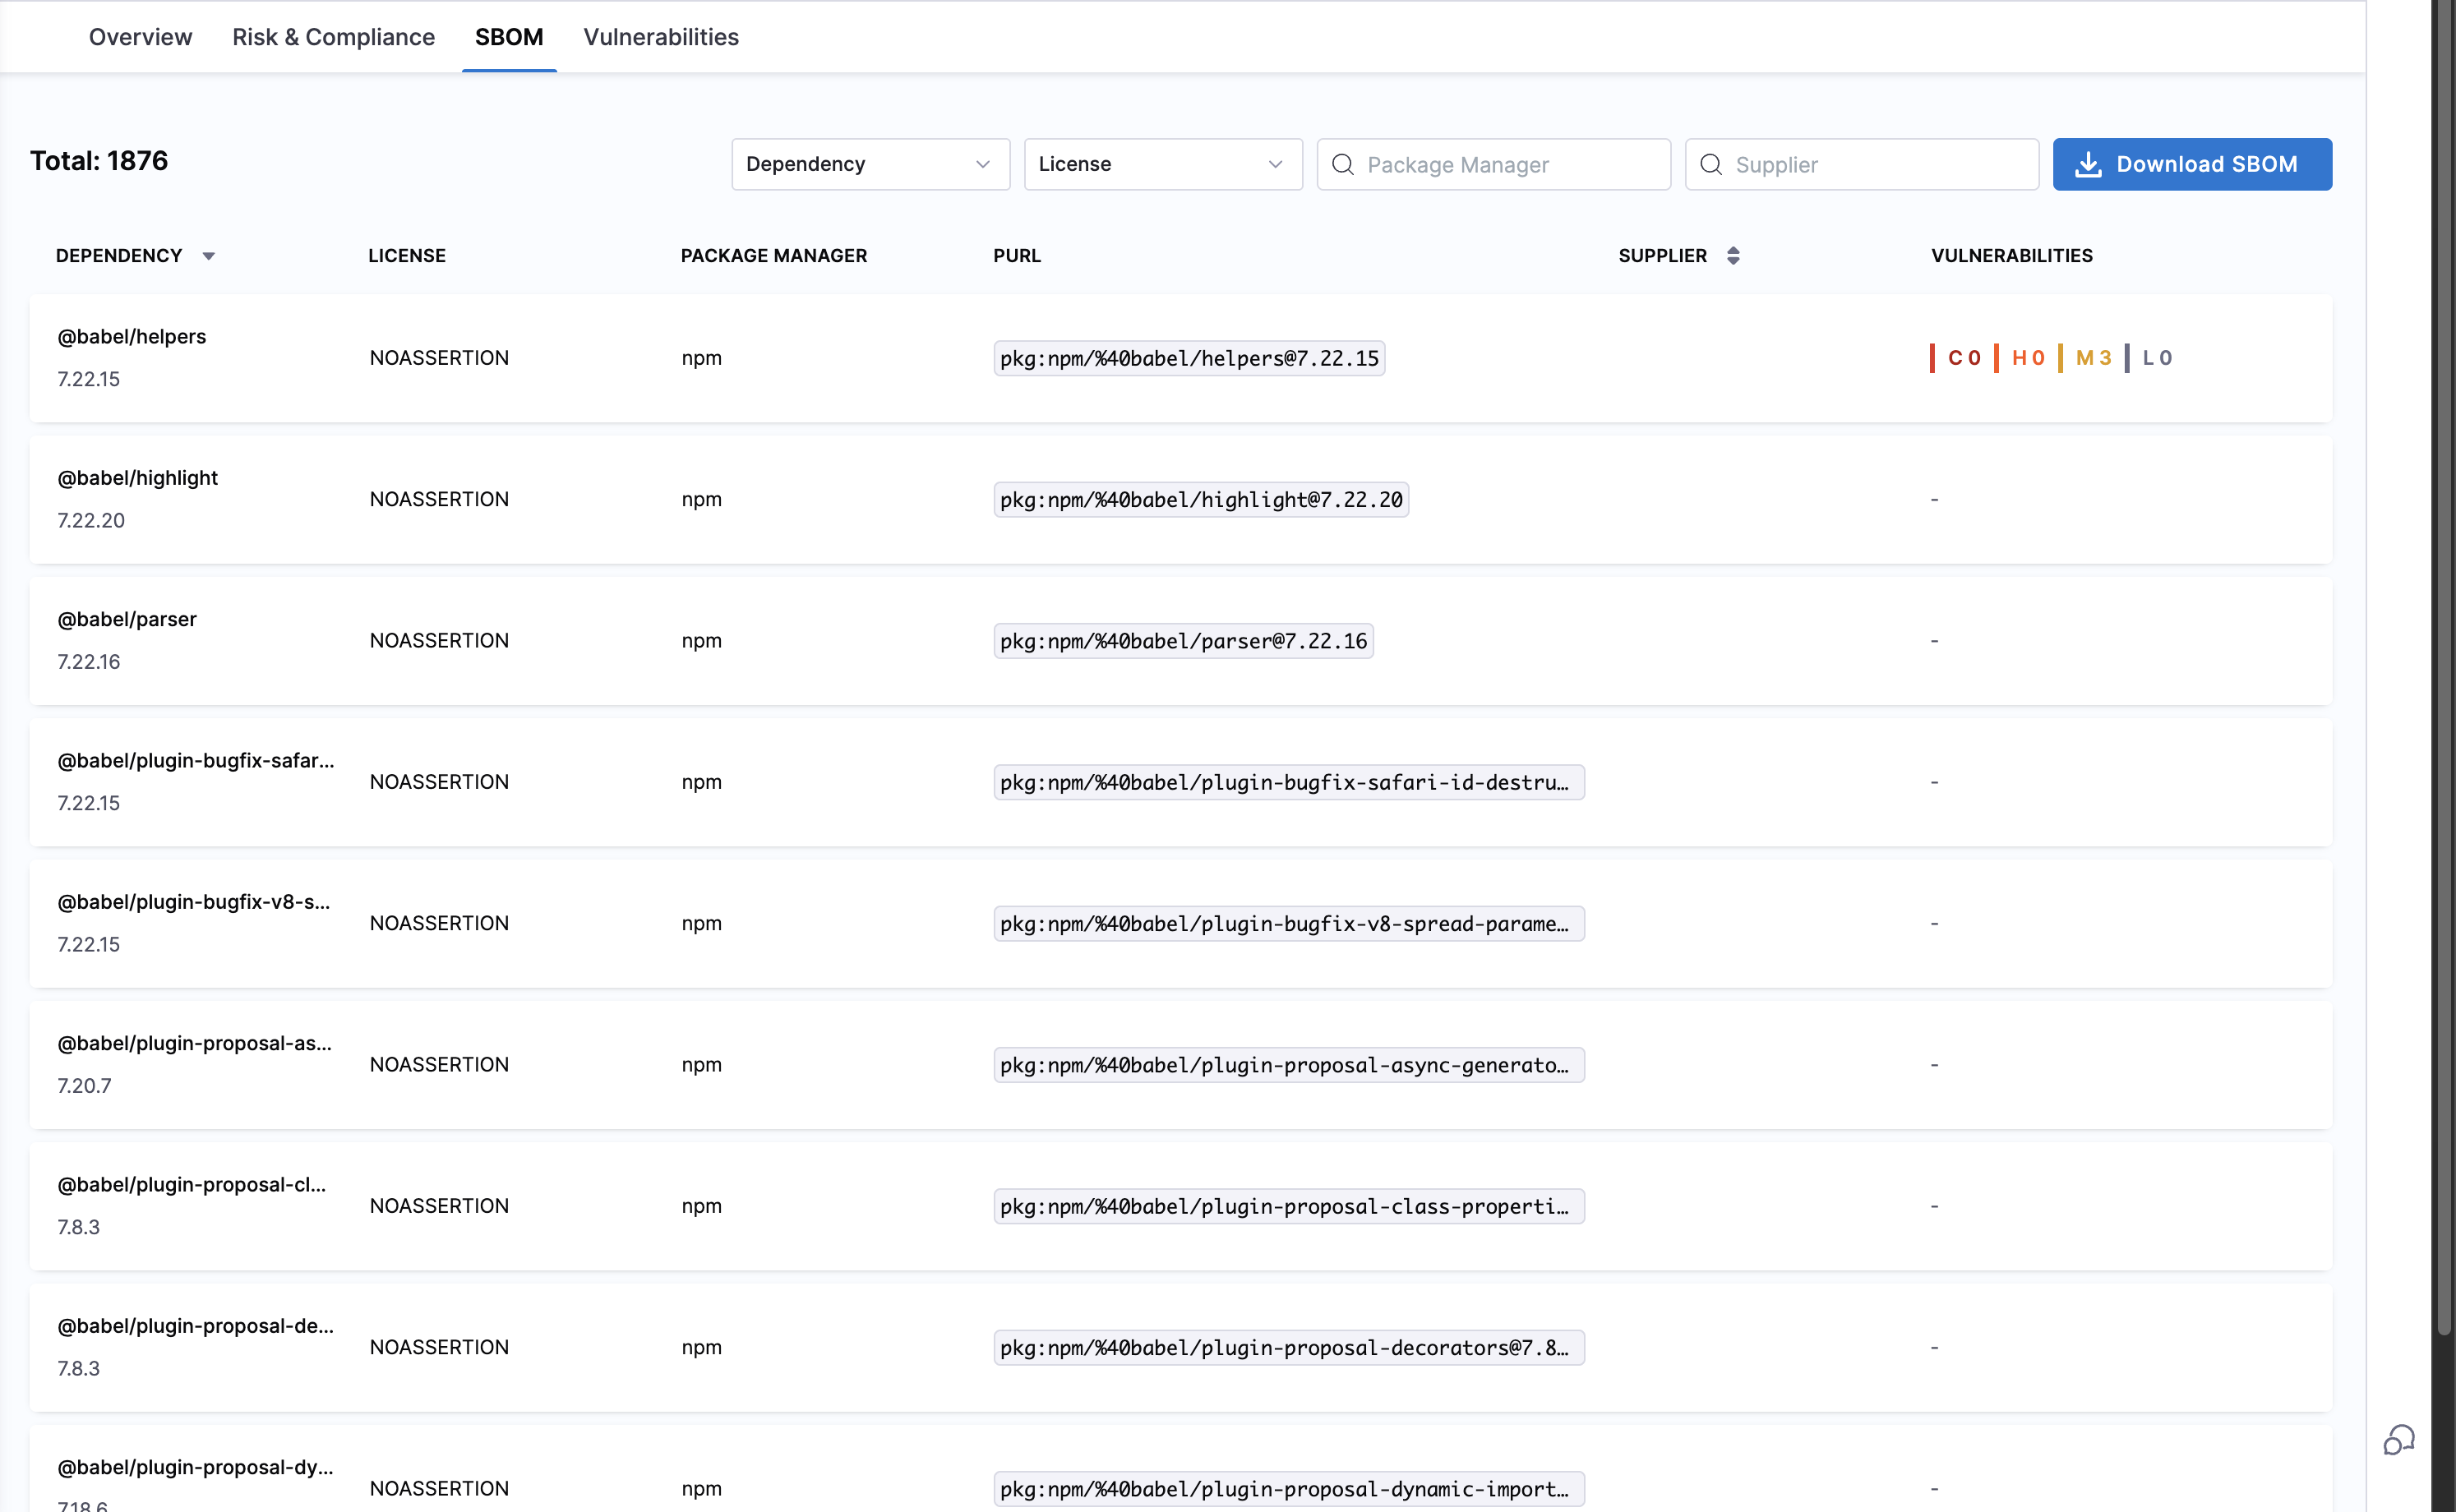 Overview Risk & Compliance SBOM Vulnerabilities
Total: 1876 Dependency License Package Manager Supplier Download SBOM
DEPENDENCY LICENSE PACKAGE MANAGER PURL SUPPLIER VULNERABILITIES
@babel/helpers
NOASSERTION npm pkg:npm/%40babel/helpers@7.22.15 C 0 H 0 M 3 L 0
7.22.15
@babel/highlight
NOASSERTION npm pkg:npm/%40babel/highlight@7.22.20 -
7.22.20
@babel/parser
NOASSERTION npm pkg:npm/%40babel/parser@7.22.16 -
7.22.16
@babel/plugin-bugfix-safar...
NOASSERTION npm pkg:npm/%40babel/plugin-bugfix-safari-id-destru... -
7.22.15
@babel/plugin-bugfix-v8-s...
NOASSERTION npm pkg:npm/%40babel/plugin-bugfix-v8-spread-parame... -
7.22.15
@babel/plugin-proposal-as...
NOASSERTION npm pkg:npm/%40babel/plugin-proposal-async-generato... -
7.20.7
@babel/plugin-proposal-cl...
NOASSERTION npm pkg:npm/%40babel/plugin-proposal-class-properti... -
7.8.3
@babel/plugin-proposal-de...
NOASSERTION npm pkg:npm/%40babel/plugin-proposal-decorators@7.8... -
7.8.3
@babel/plugin-proposal-dy...
NOASSERTION npm pkg:npm/%40babel/plugin-proposal-dynamic-import... -
7.18.6